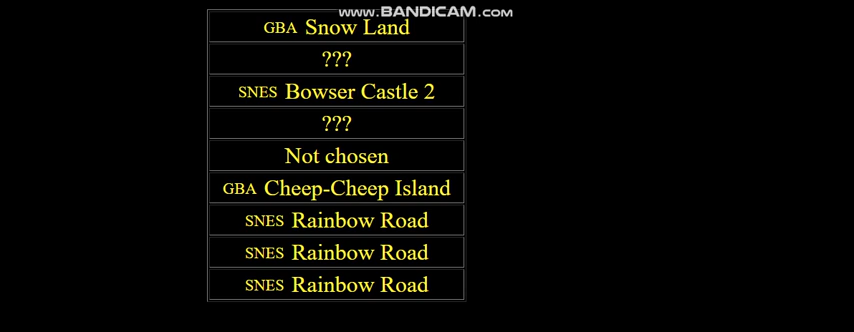 www.BANDICAM.com
GBA Snow Land
???
SNES Bowser Castle 2
???
Not chosen
GBA Cheep-Cheep Island
SNES Rainbow Road
SNES Rainbow Road
SNES Rainbow Road